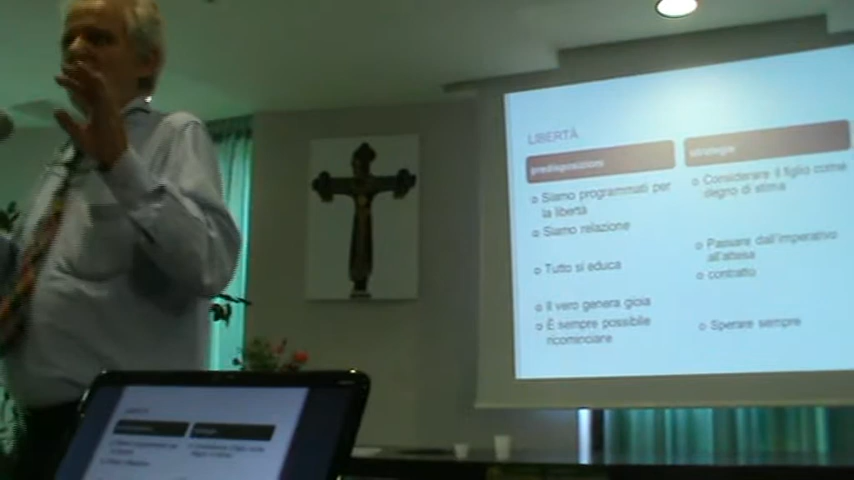 LIBERTÀ
predisposizioni
strategie
Siamo programmati per
la libertà
Siamo relazione
Tutto si educa
Il vero genera gioia
È sempre possibile
ricominciare
Considerare il figlio come
degno di stima
Passare dall'imperativo
all'attesa
contratto
Sperare sempre